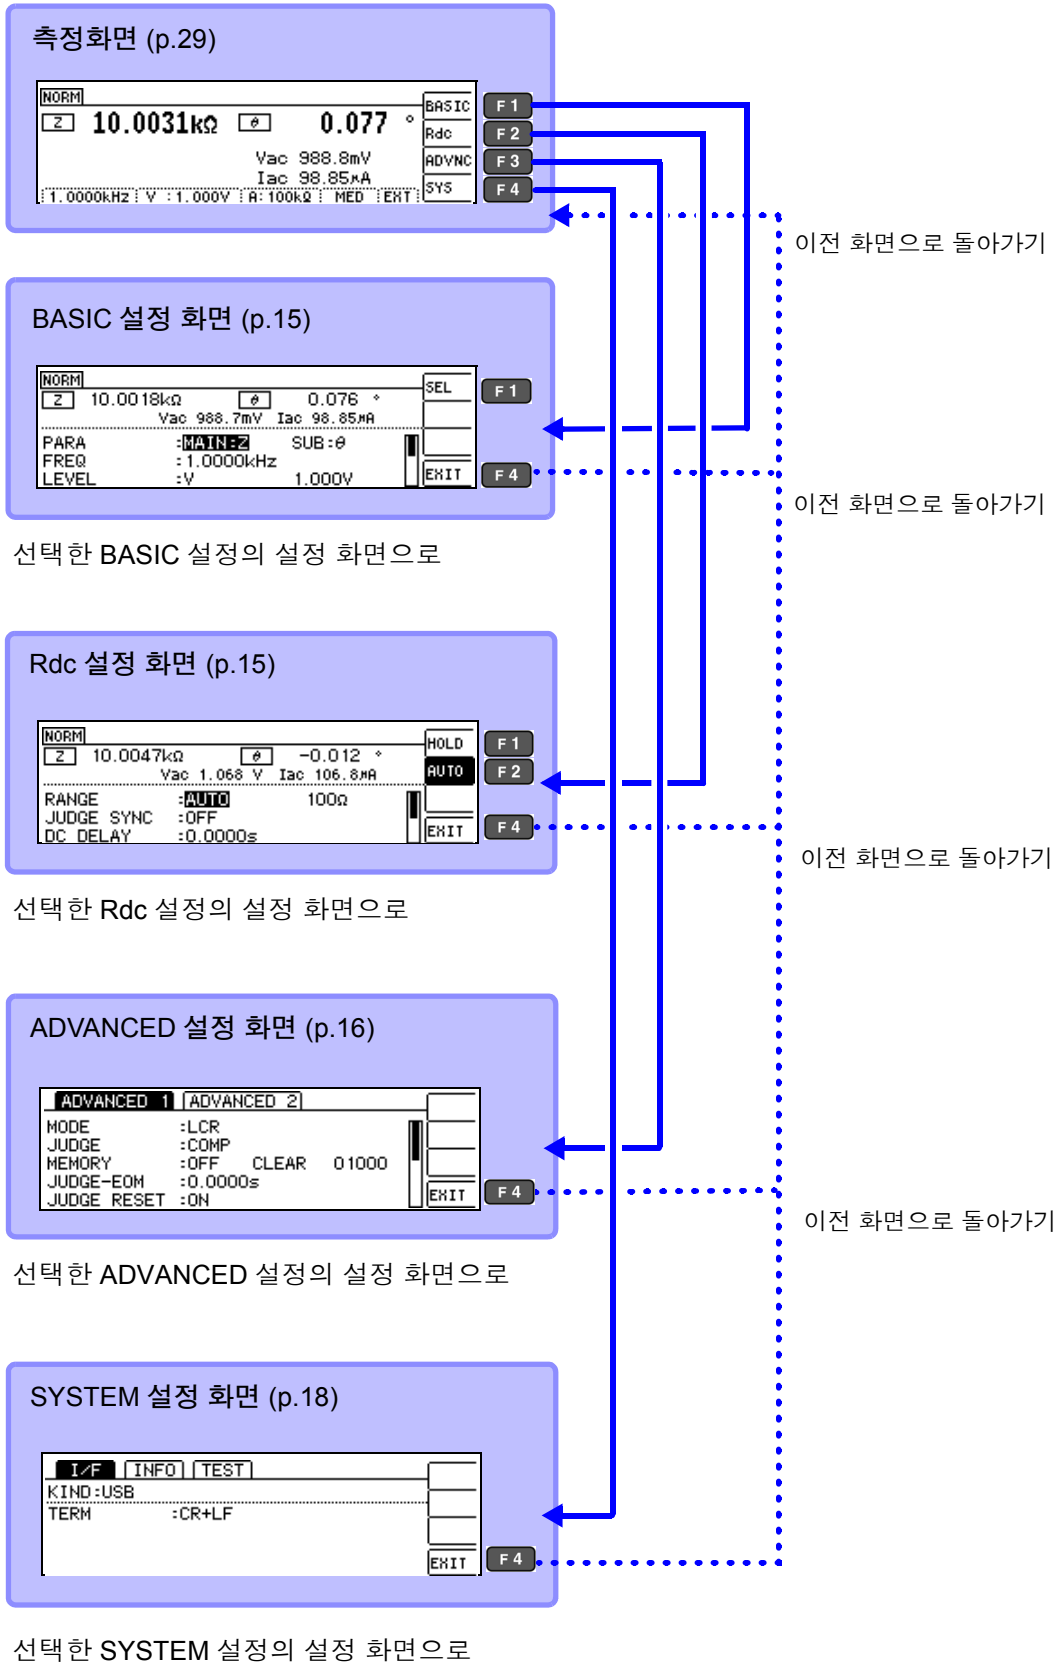 측정화면 (p.29)
NORM
Z 10.0031kΩ θ 0.077 °
Vac 988.8mV
Iac 98.85µA
1.0000kHz V :1.000V A:100kΩ MED EXT
BASIC F 1
Rdc F 2
ADVNC F 3
SYS F 4
이전 화면으로 돌아가기
BASIC 설정 화면 (p.15)
NORM
Z 10.0018kΩ θ 0.076 °
Vac 988.7mV Iac 98.85µA
PARA :MAIN:Z SUB:θ
FREQ :1.0000kHz
LEVEL :V 1.000V
SEL F 1
EXIT F 4
이전 화면으로 돌아가기
선택한 BASIC 설정의 설정 화면으로
Rdc 설정 화면 (p.15)
NORM
Z 10.0047kΩ θ -0.012 °
Vac 1.068 V Iac 106.8µA
RANGE :AUTO 100Ω
JUDGE SYNC :OFF
DC DELAY :0.0000s
HOLD F 1
AUTO F 2
EXIT F 4
이전 화면으로 돌아가기
선택한 Rdc 설정의 설정 화면으로
ADVANCED 설정 화면 (p.16)
ADVANCED 1 ADVANCED 2
MODE :LCR
JUDGE :COMP
MEMORY :OFF CLEAR 01000
JUDGE-EOM :0.0000s
JUDGE RESET :ON
EXIT F 4
이전 화면으로 돌아가기
선택한 ADVANCED 설정의 설정 화면으로
SYSTEM 설정 화면 (p.18)
I/F INFO TEST
KIND:USB
TERM :CR+LF
EXIT F 4
선택한 SYSTEM 설정의 설정 화면으로